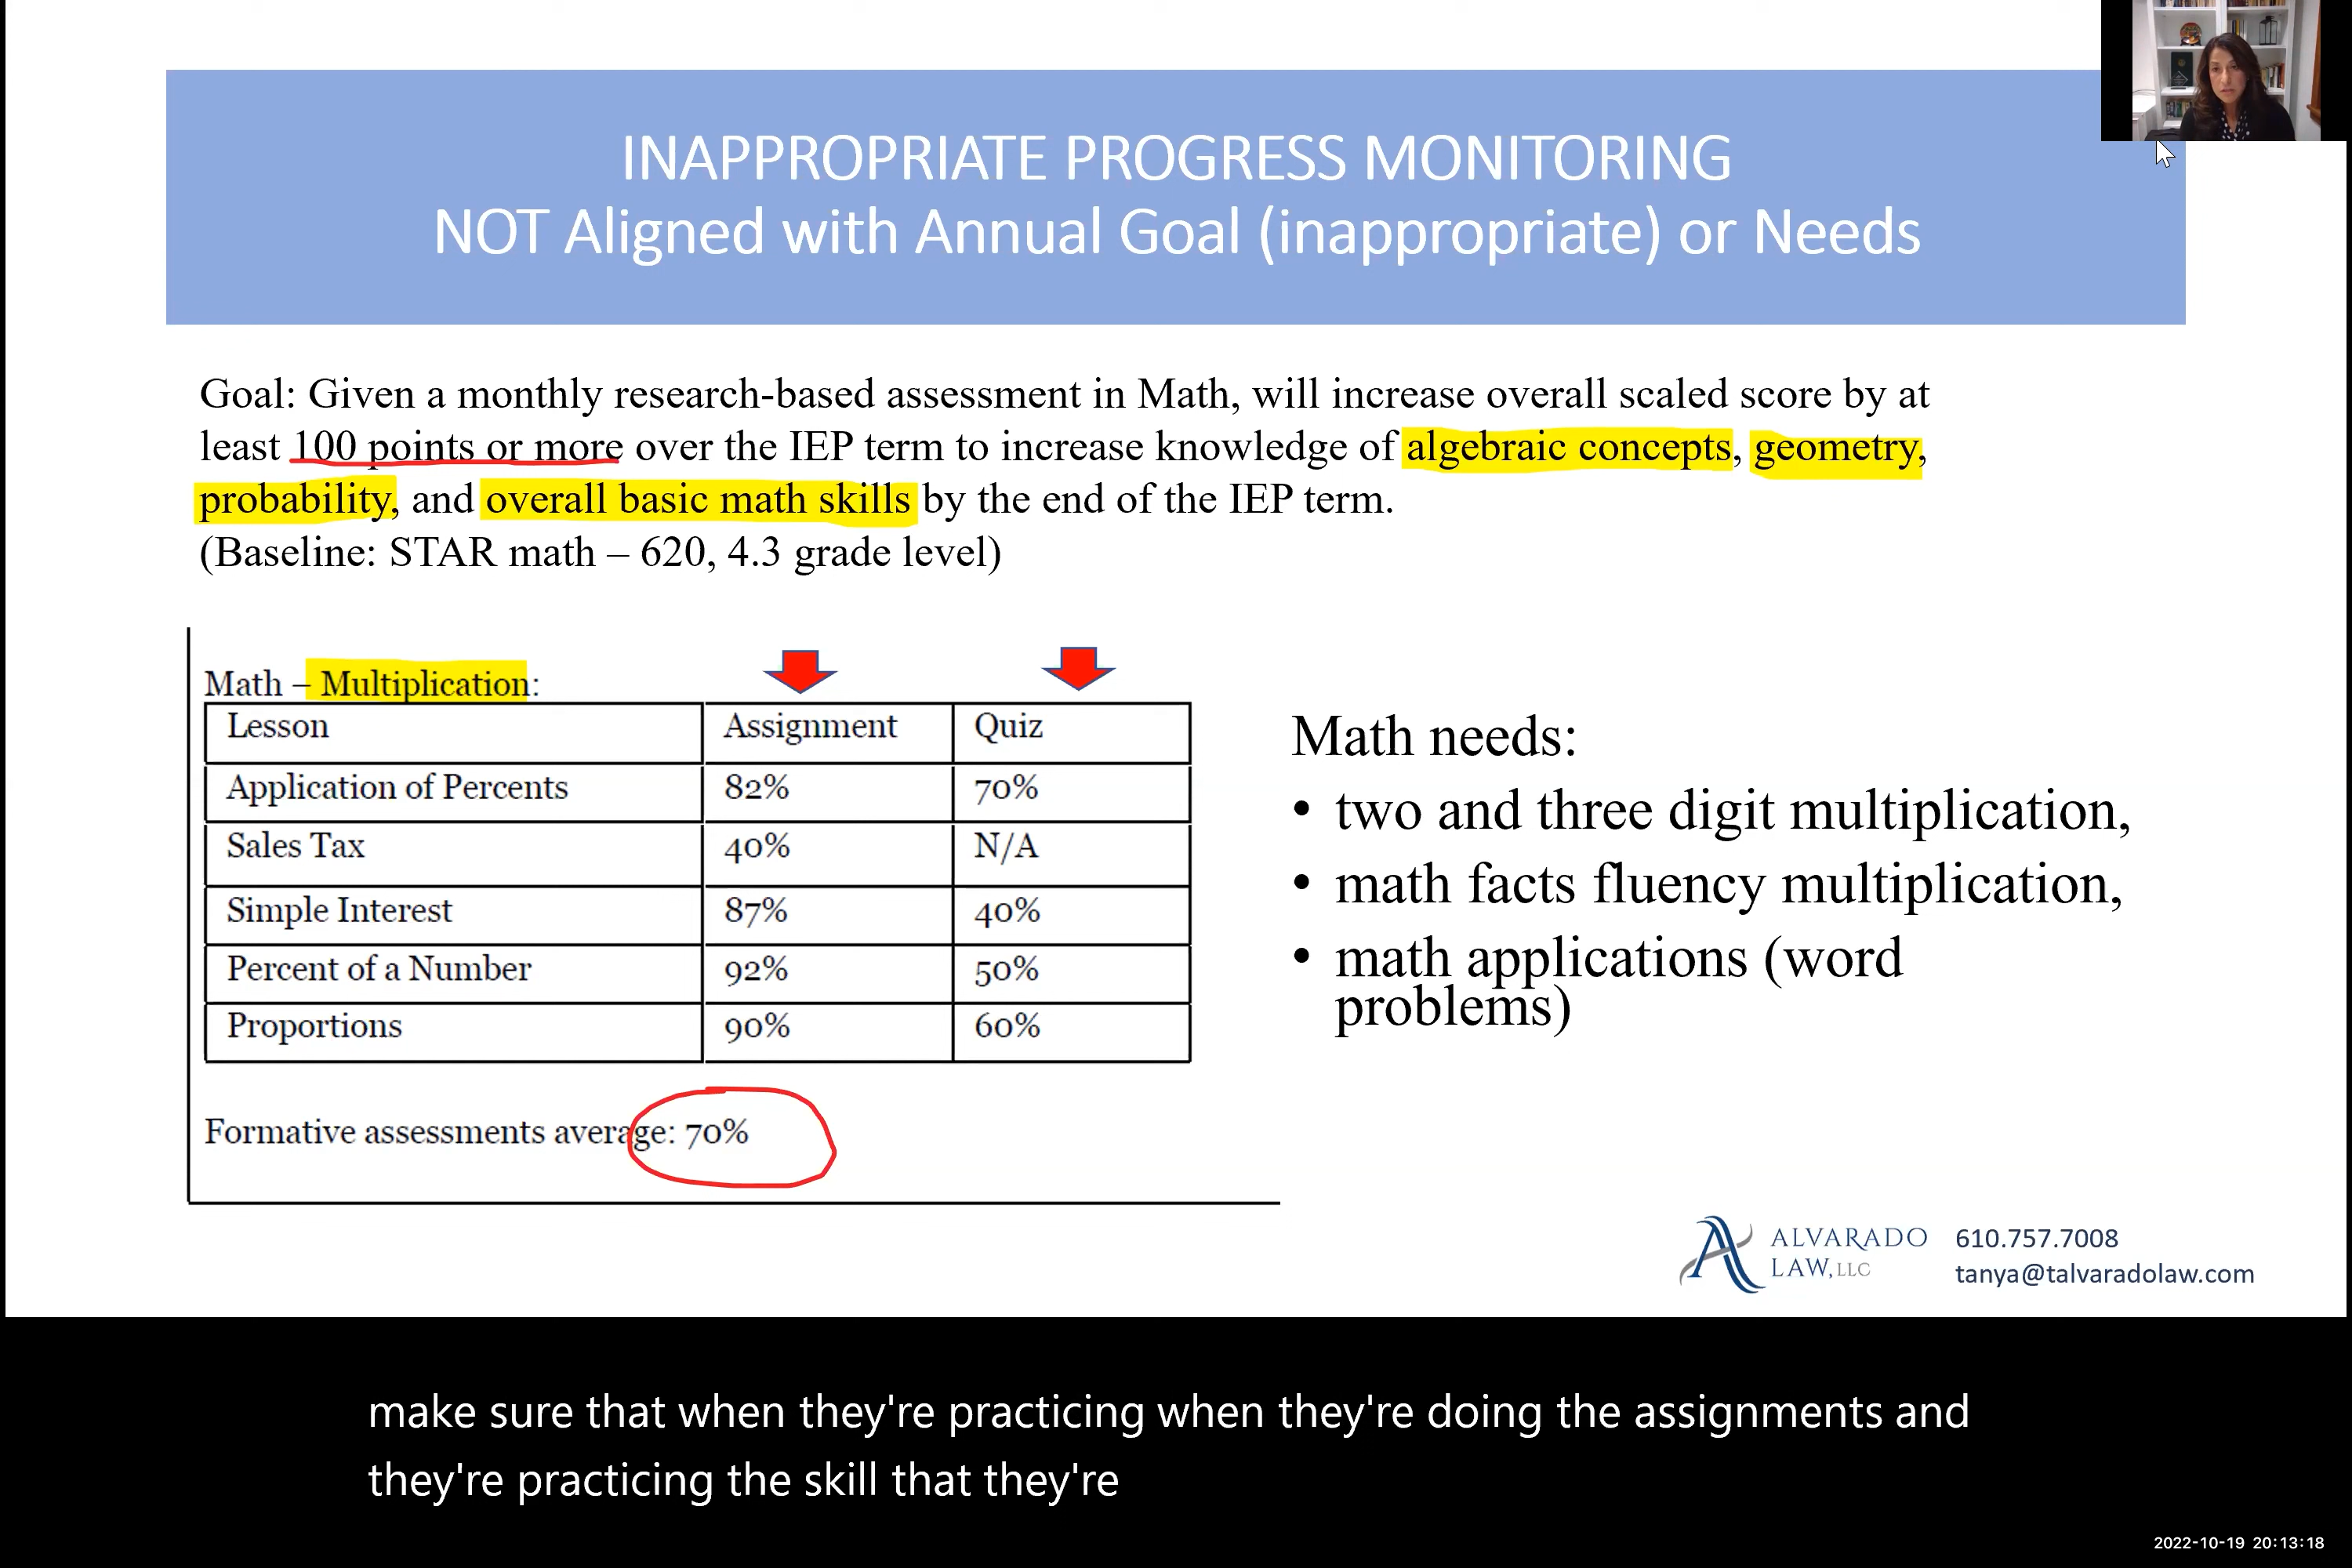 INAPPROPRIATE PROGRESS MONITORING
NOT Aligned with Annual Goal (inappropriate) or Needs
Goal: Given a monthly research-based assessment in Math, will increase overall scaled score by at
least 100 points or more over the IEP term to increase knowledge of algebraic concepts, geometry,
probability, and overall basic math skills by the end of the IEP term.
(Baseline: STAR math – 620, 4.3 grade level)
Math – Multiplication:
Lesson Assignment Quiz
Application of Percents 82% 70%
Sales Tax 40% N/A
Simple Interest 87% 40%
Percent of a Number 92% 50%
Proportions 90% 60%
Formative assessments average: 70%
Math needs:
• two and three digit multiplication,
• math facts fluency multiplication,
• math applications (word
problems)
ALVARADO
LAW, LLC
610.757.7008
tanya@talvaradolaw.com
make sure that when they're practicing when they're doing the assignments and
they're practicing the skill that they're
2022-10-19 20:13:18